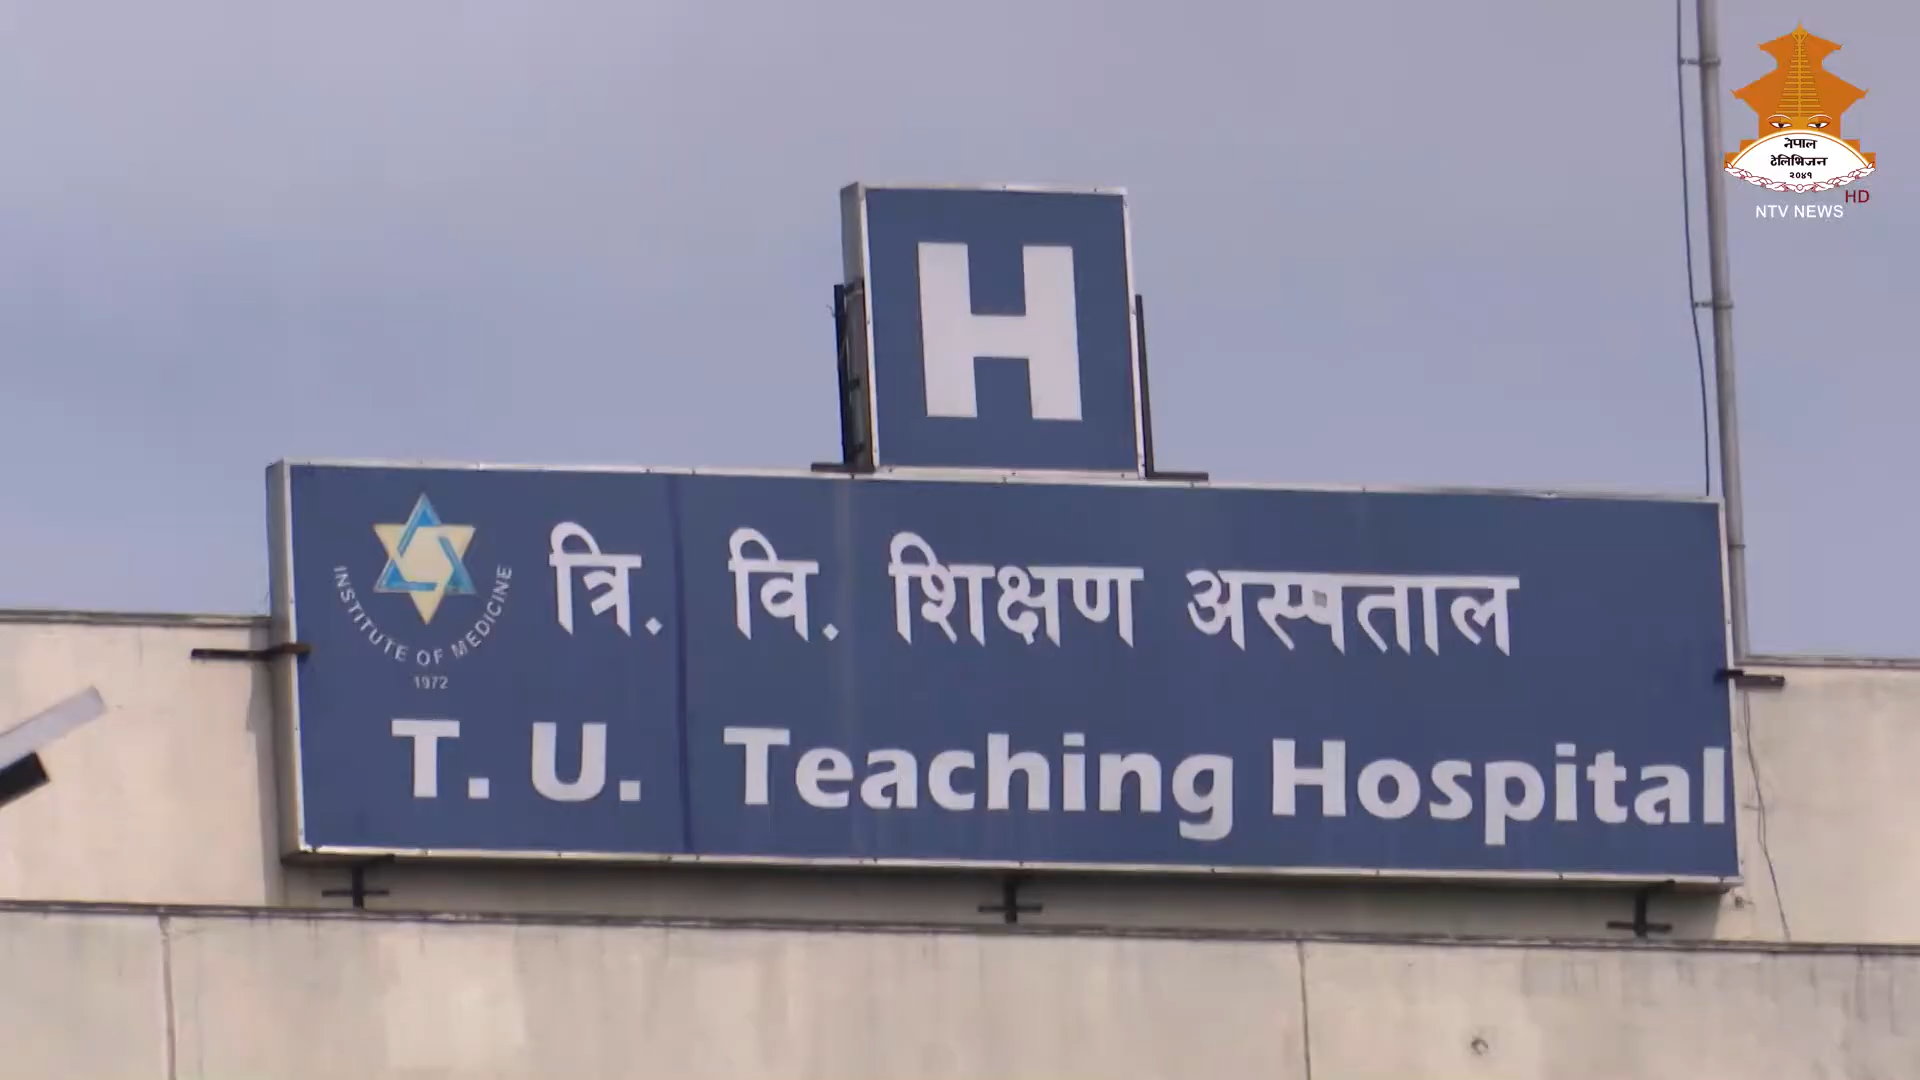 नेपाल
टेलिभिजन
२०४१
HD
NTV NEWS
H
INSTITUTE OF MEDICINE
1972
त्रि. वि. शिक्षण अस्पताल
T. U. Teaching Hospital